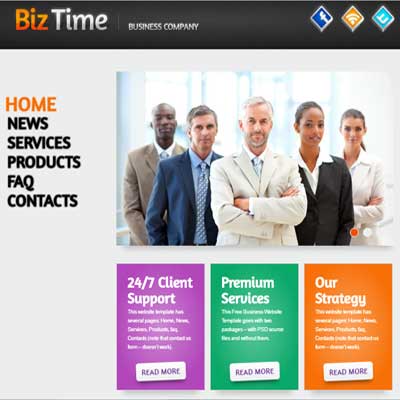 BizTime
BUSINESS COMPANY
HOME
NEWS
SERVICES
PRODUCTS
FAQ
CONTACTS
24/7 Client
Support
This website template has
several pages: Home, News,
Services, Products, faq,
Contacts (note that contact us
form – doesn't work).
READ MORE
Premium
Services
This Free Business Website
Template goes with two
packages – with PSD source
files and without them.
READ MORE
Our
Strategy
This website template has
several pages: Home, News,
Services, Products, faq,
Contacts (note that contact us
form – doesn't work).
READ MORE